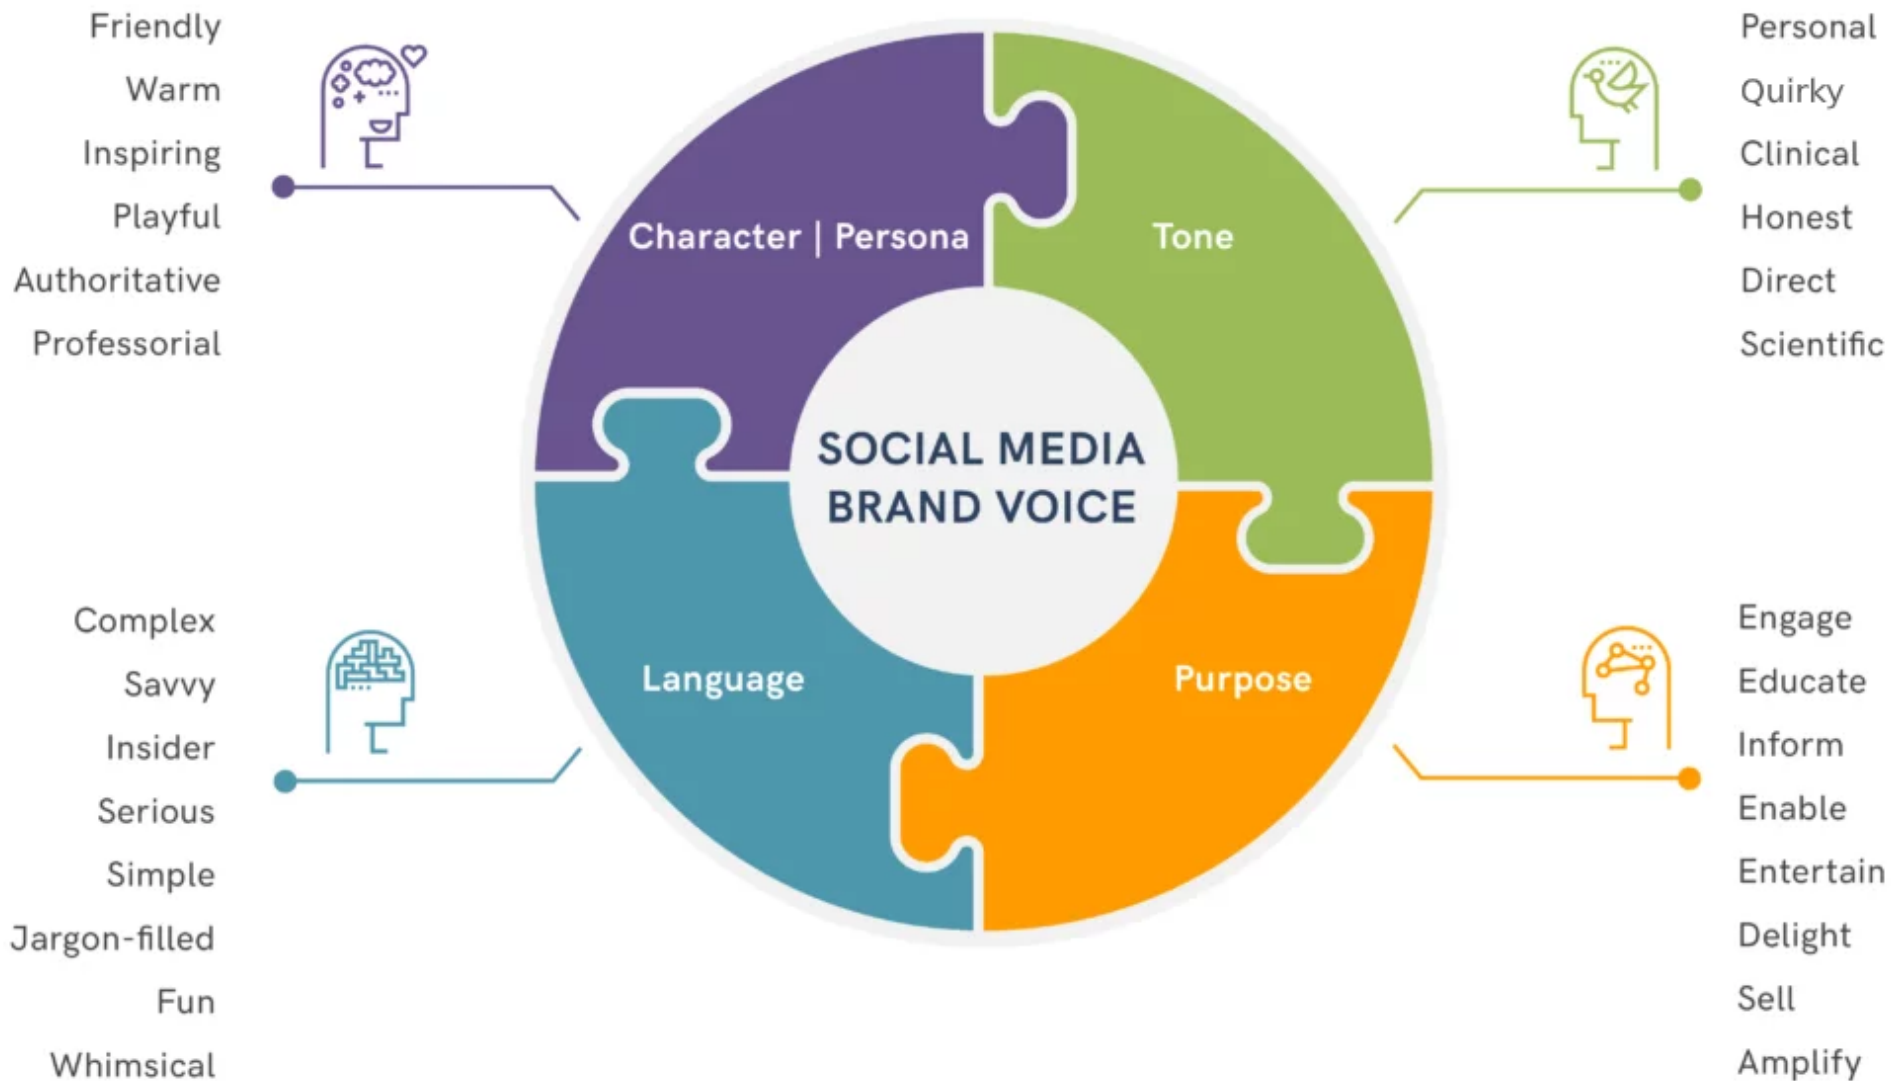 Friendly
Warm
Inspiring
Playful
Authoritative
Professorial
Character | Persona
Tone
Personal
Quirky
Clinical
Honest
Direct
Scientific
SOCIAL MEDIA
BRAND VOICE
Complex
Savvy
Insider
Serious
Simple
Jargon-filled
Fun
Whimsical
Language
Purpose
Engage
Educate
Inform
Enable
Entertain
Delight
Sell
Amplify